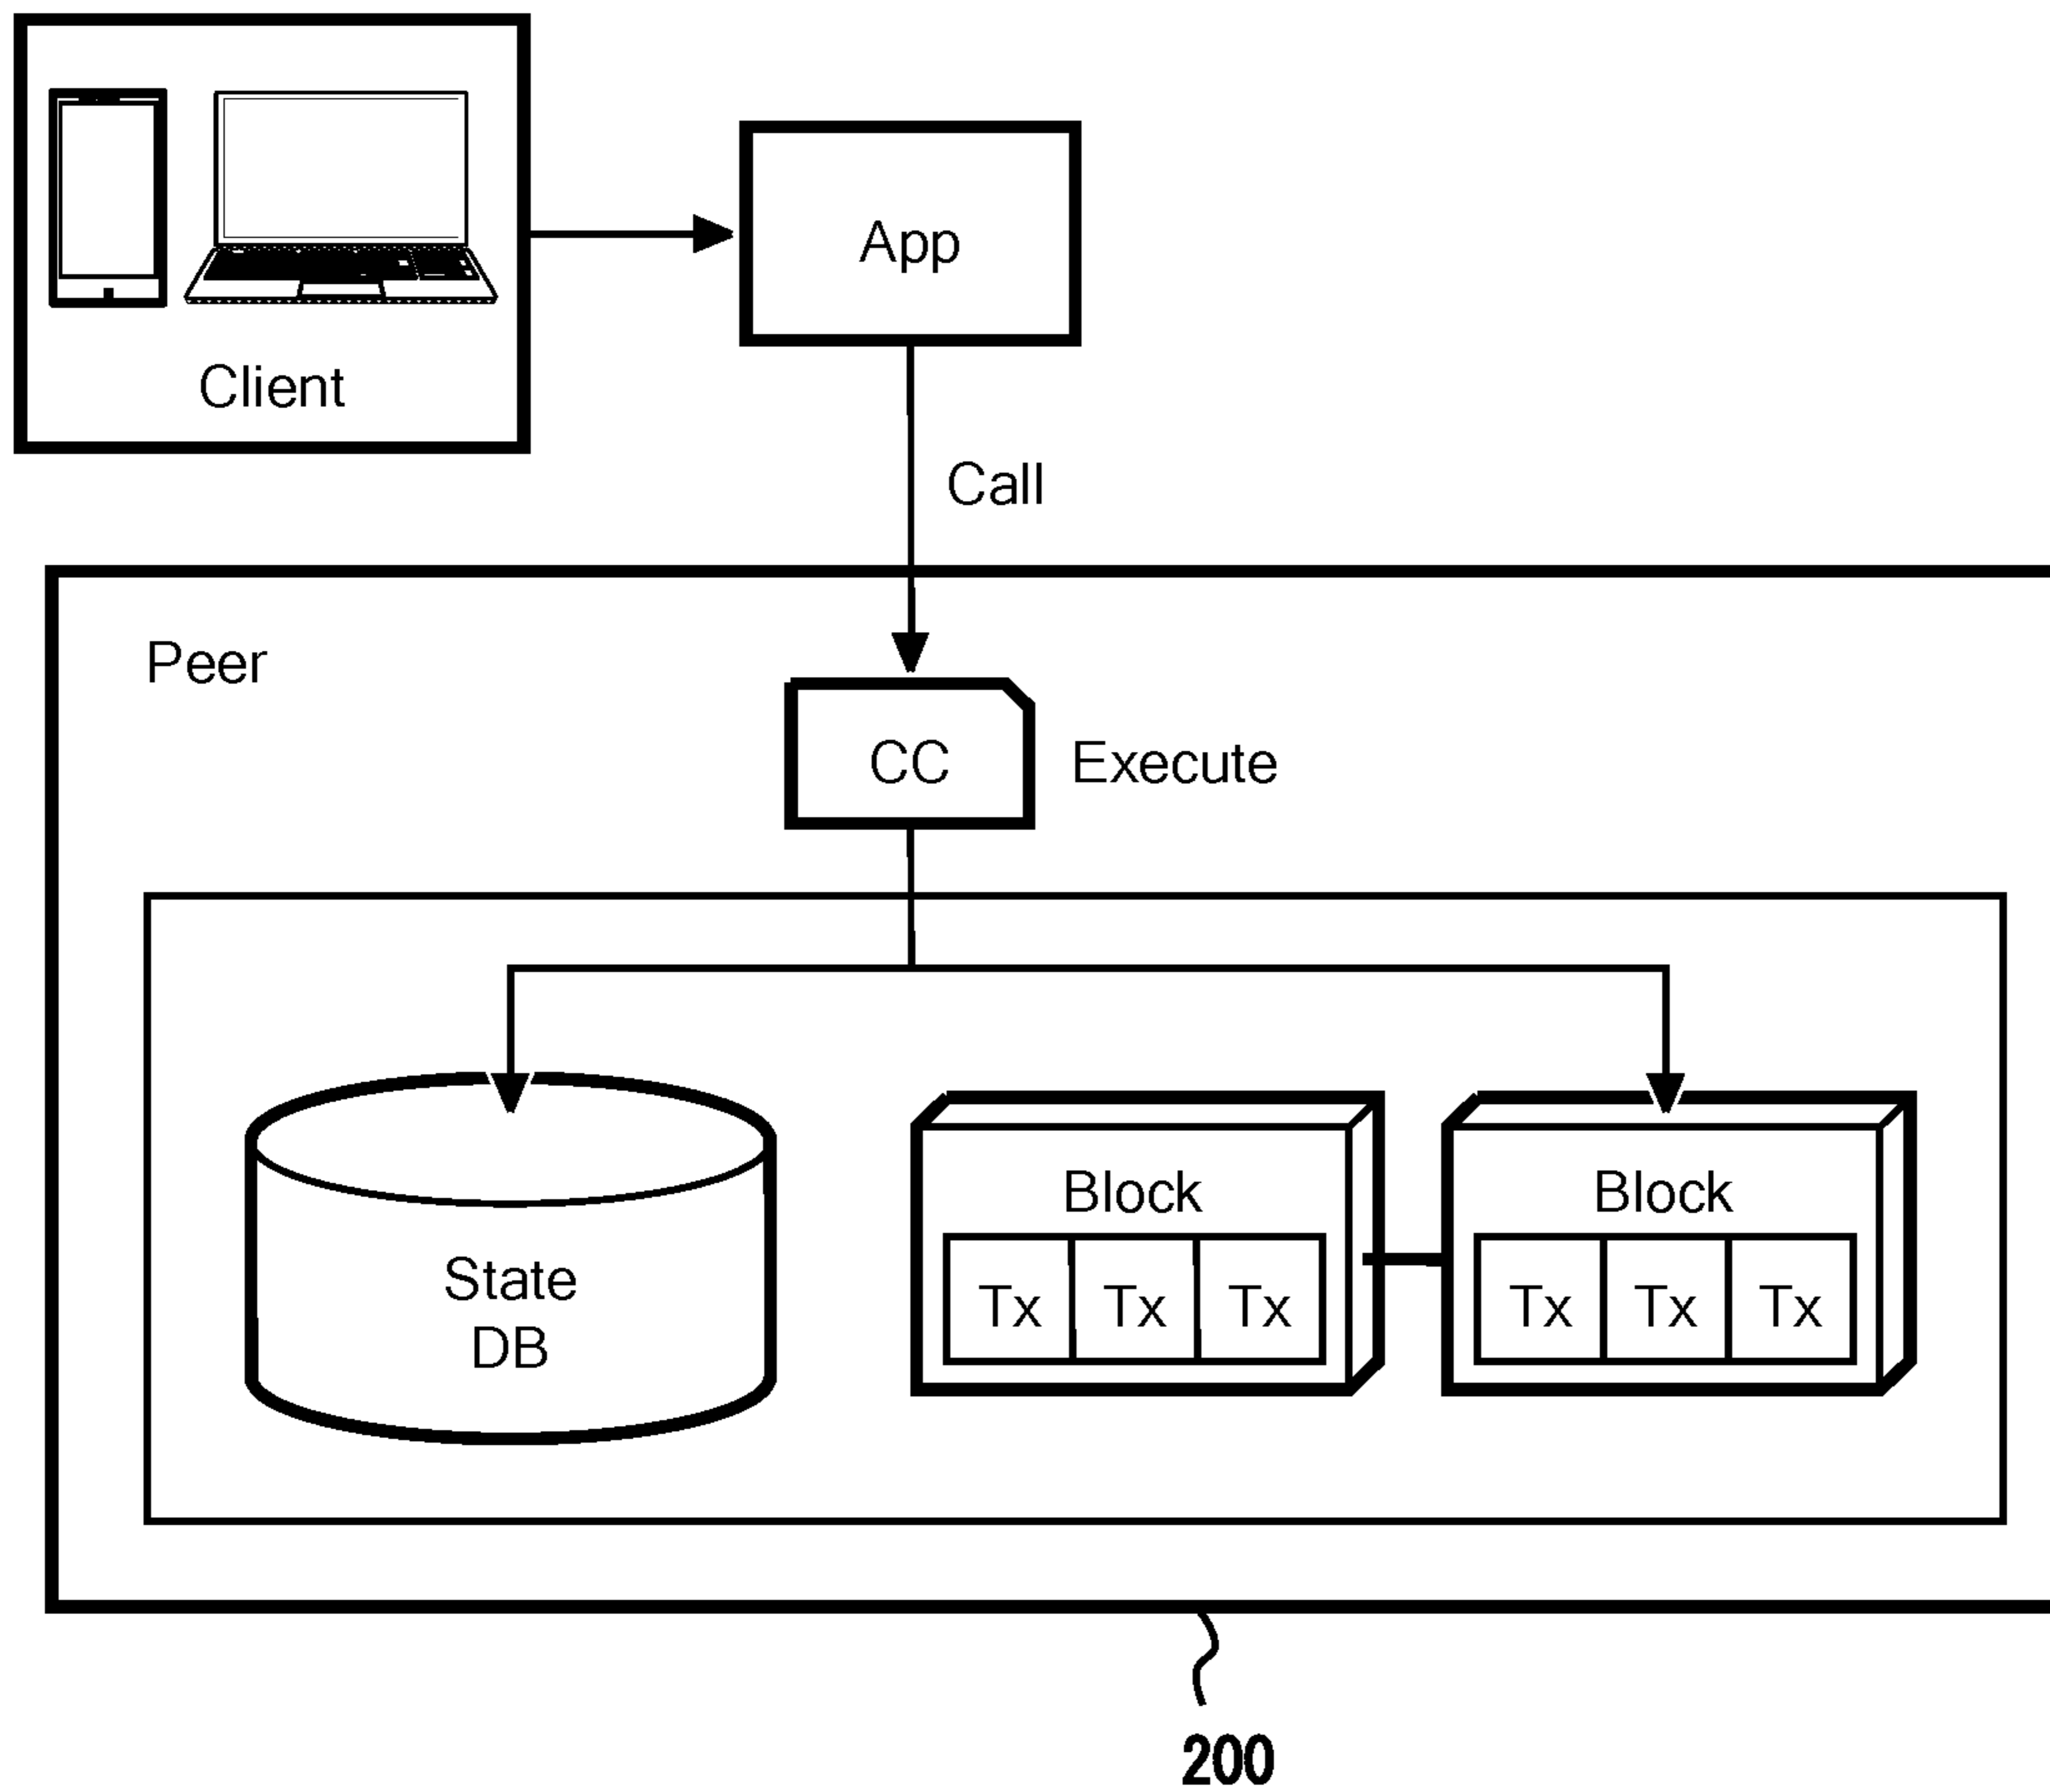 App
Client
Call
Peer
CC
Execute
Block
Block
State
DB
Tx
Tx
Tx
Tx
Tx
Tx
200